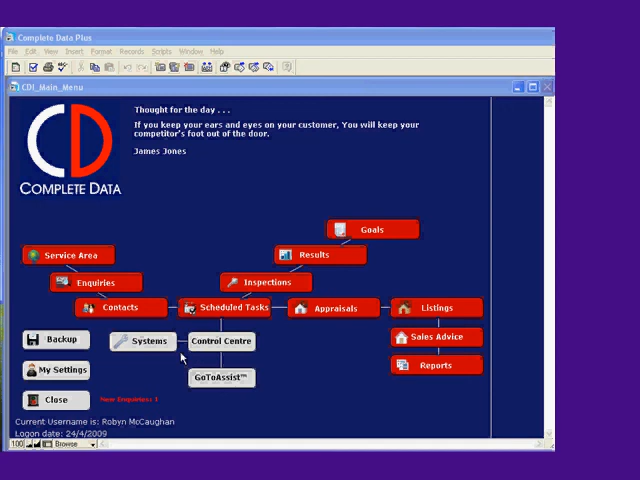 Complete Data Plus
File Edit View Insert Format Records Scripts Window Help
CDI_Main_Menu
Thought for the day . . .
If you keep your ears and eyes on your customer, You will keep your
competitor's foot out of the door.
James Jones
COMPLETE DATA
Goals
Service Area
Results
Enquiries
Inspections
Contacts
Scheduled Tasks
Appraisals
Listings
Backup
Systems
Control Centre
Sales Advice
My Settings
GoToAssist™
Reports
Close
New Enquiries: 1
Current Username is: Robyn McCaughan
Logon date: 24/4/2009
100
Browse